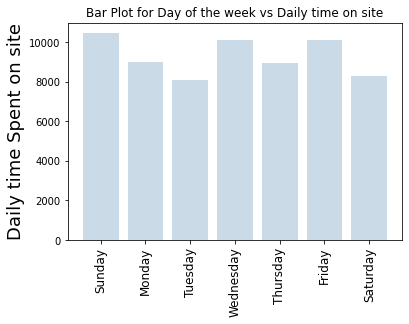 Bar Plot for Day of the week vs Daily time on site
Daily time Spent on site
10000
8000
6000
4000
2000
0
Sunday
Monday
Tuesday
Wednesday
Thursday
Friday
Saturday